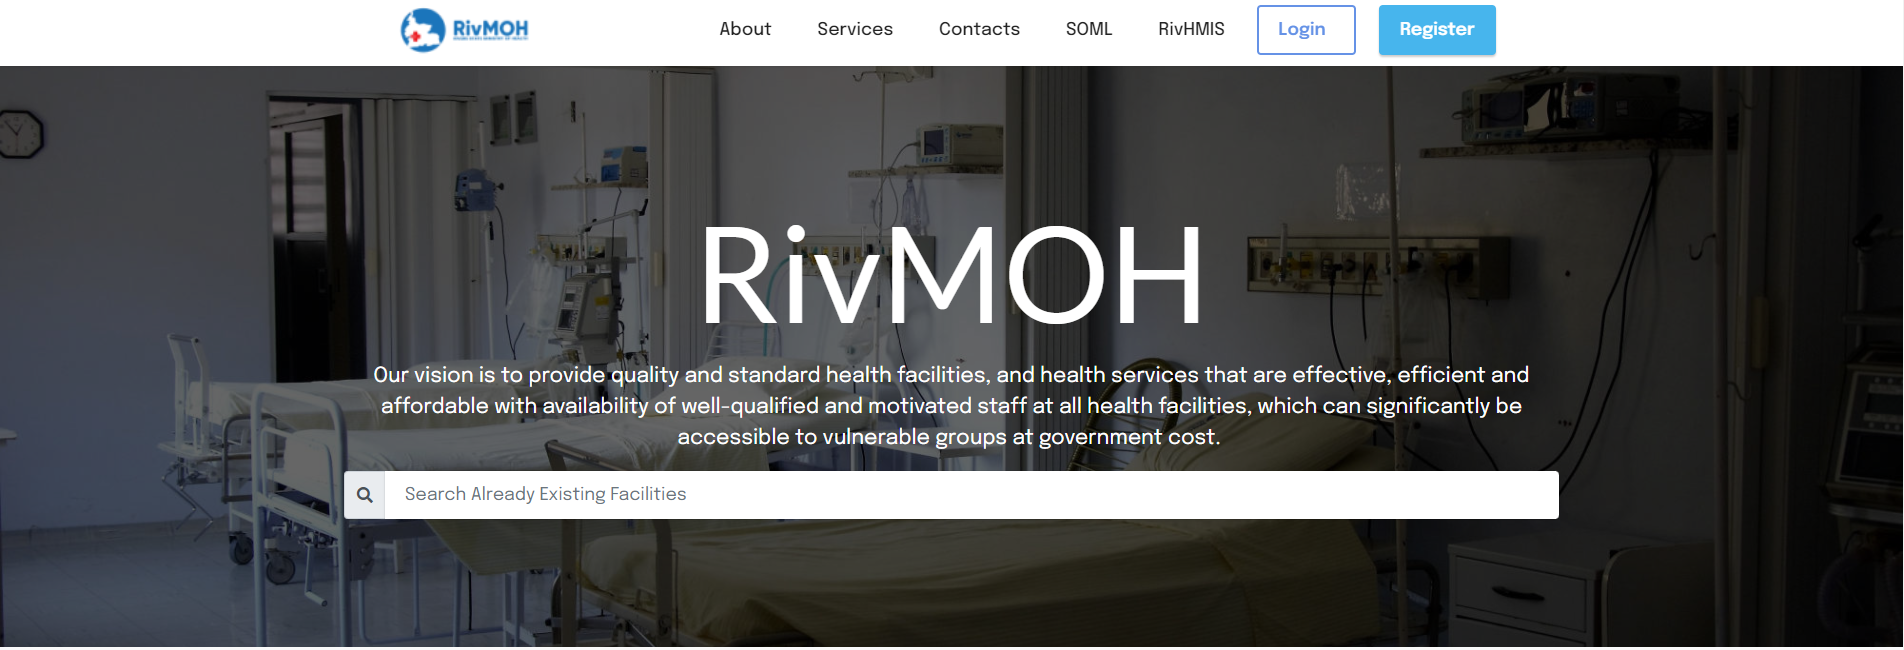 RivMOH
About
Services
Contacts
SOML
RivHMIS
Login
Register
RivMOH
Our vision is to provide quality and standard health facilities, and health services that are effective, efficient and
affordable with availability of well-qualified and motivated staff at all health facilities, which can significantly be
accessible to vulnerable groups at government cost.
Search Already Existing Facilities